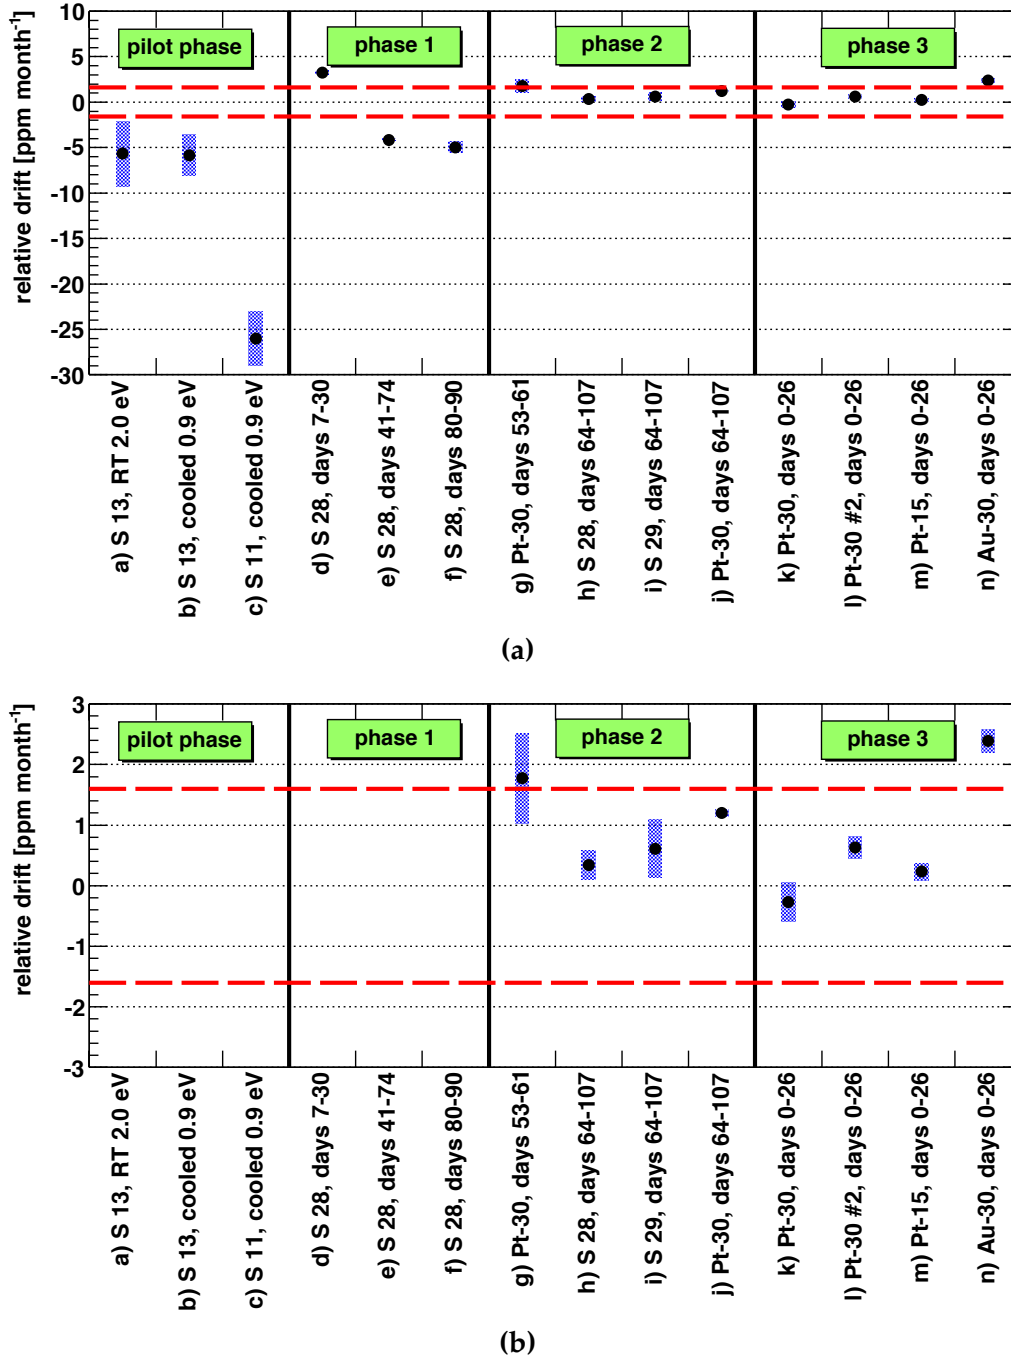 relative drift [ppm month-1]
10
5
0
-5
-10
-15
-20
-25
-30
pilot phase
phase 1
phase 2
phase 3
a) S 13, RT 2.0 eV
b) S 13, cooled 0.9 eV
c) S 11, cooled 0.9 eV
d) S 28, days 7-30
e) S 28, days 41-74
f) S 28, days 80-90
g) Pt-30, days 53-61
h) S 28, days 64-107
i) S 29, days 64-107
j) Pt-30, days 64-107
k) Pt-30, days 0-26
l) Pt-30 #2, days 0-26
m) Pt-15, days 0-26
n) Au-30, days 0-26
(a)
relative drift [ppm month-1]
3
2
1
0
-1
-2
-3
pilot phase
phase 1
phase 2
phase 3
a) S 13, RT 2.0 eV
b) S 13, cooled 0.9 eV
c) S 11, cooled 0.9 eV
d) S 28, days 7-30
e) S 28, days 41-74
f) S 28, days 80-90
g) Pt-30, days 53-61
h) S 28, days 64-107
i) S 29, days 64-107
j) Pt-30, days 64-107
k) Pt-30, days 0-26
l) Pt-30 #2, days 0-26
m) Pt-15, days 0-26
n) Au-30, days 0-26
(b)